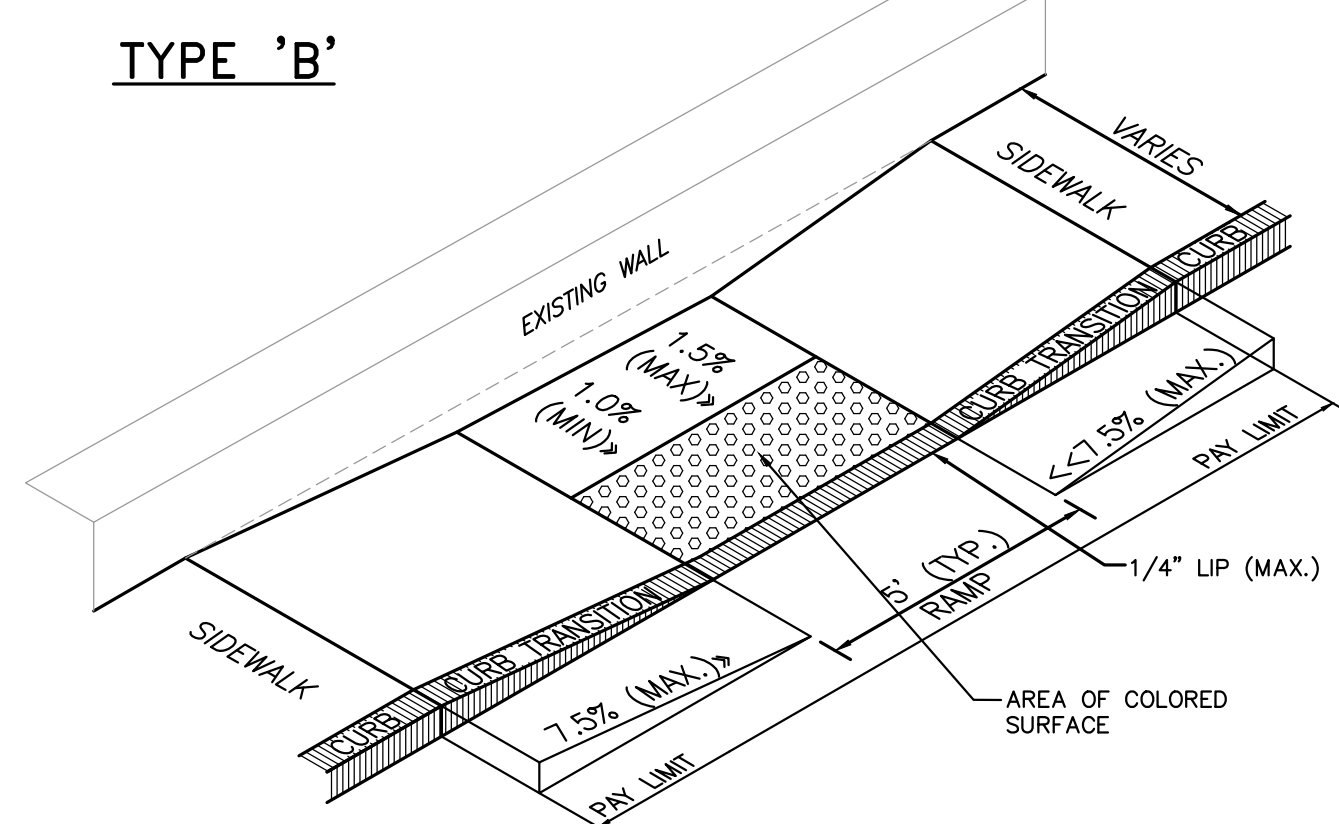 TYPE 'B'
VARIES
SIDEWALK
CURB
EXISTING WALL
CURB TRANSITION
1.5%
(MAX)»
1.0%
(MIN)»
<<7.5% (MAX.)
PAY LIMIT
1/4" LIP (MAX.)
5' (TYP.)
RAMP
CURB TRANSITION
SIDEWALK
7.5% (MAX.)»
AREA OF COLORED
SURFACE
CURB
PAY LIMIT